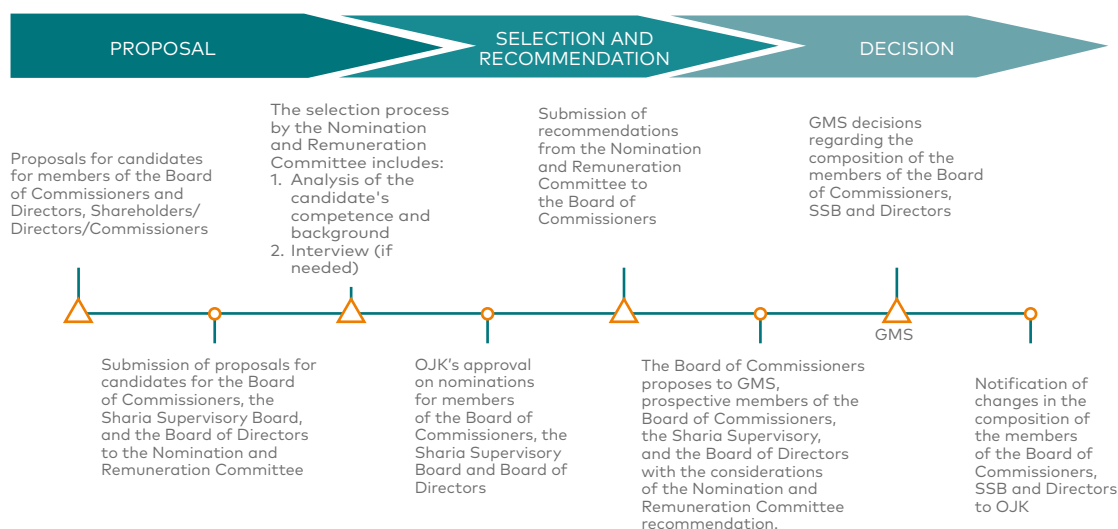 PROPOSAL
SELECTION AND
RECOMMENDATION
DECISION
Proposals for candidates
for members of the Board
of Commissioners and
Directors, Shareholders/
Directors/Commissioners
The selection process
by the Nomination
and Remuneration
Committee includes:
1. Analysis of the
candidate's
competence and
background
2. Interview (if
needed)
Submission of
recommendations
from the Nomination
and Remuneration
Committee to
the Board of
Commissioners
GMS decisions
regarding the
composition of the
members of the Board
of Commissioners,
SSB and Directors
GMS
Submission of proposals for
candidates for the Board
of Commissioners, the
Sharia Supervisory Board,
and the Board of Directors
to the Nomination and
Remuneration Committee
OJK's approval
on nominations
for members
of the Board of
Commissioners, the
Sharia Supervisory
Board and Board of
Directors
The Board of Commissioners
proposes to GMS,
prospective members of the
Board of Commissioners,
the Sharia Supervisory,
and the Board of Directors
with the considerations
of the Nomination and
Remuneration Committee
recommendation.
Notification of
changes in the
composition of
the members
of the Board of
Commissioners,
SSB and Directors
to OJK